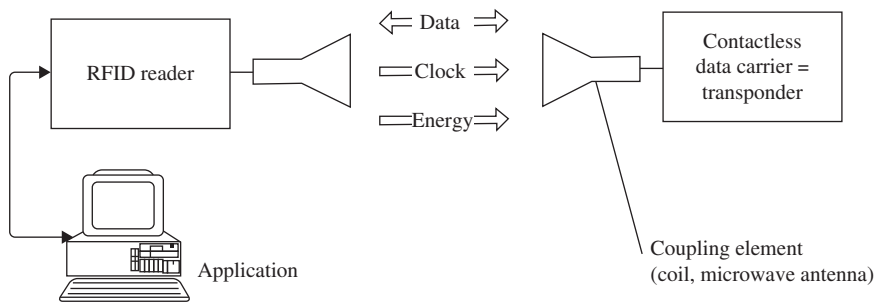 Data
RFID reader
Clock
Energy
Contactless
data carrier =
transponder
Application
Coupling element
(coil, microwave antenna)